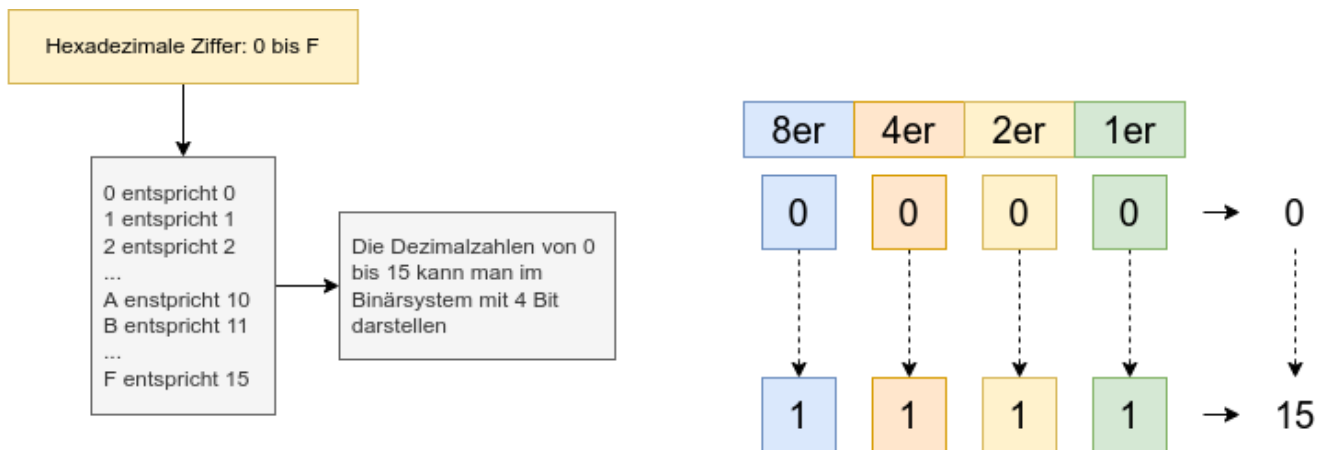 Hexadezimale Ziffer: 0 bis F
0 entspricht 0
1 entspricht 1
2 entspricht 2
...
A enstpricht 10
B entspricht 11
...
F entspricht 15
Die Dezimalzahlen von 0
bis 15 kann man im
Binärsystem mit 4 Bit
darstellen
8er 4er 2er 1er
0 0 0 0 0
1 1 1 1 15